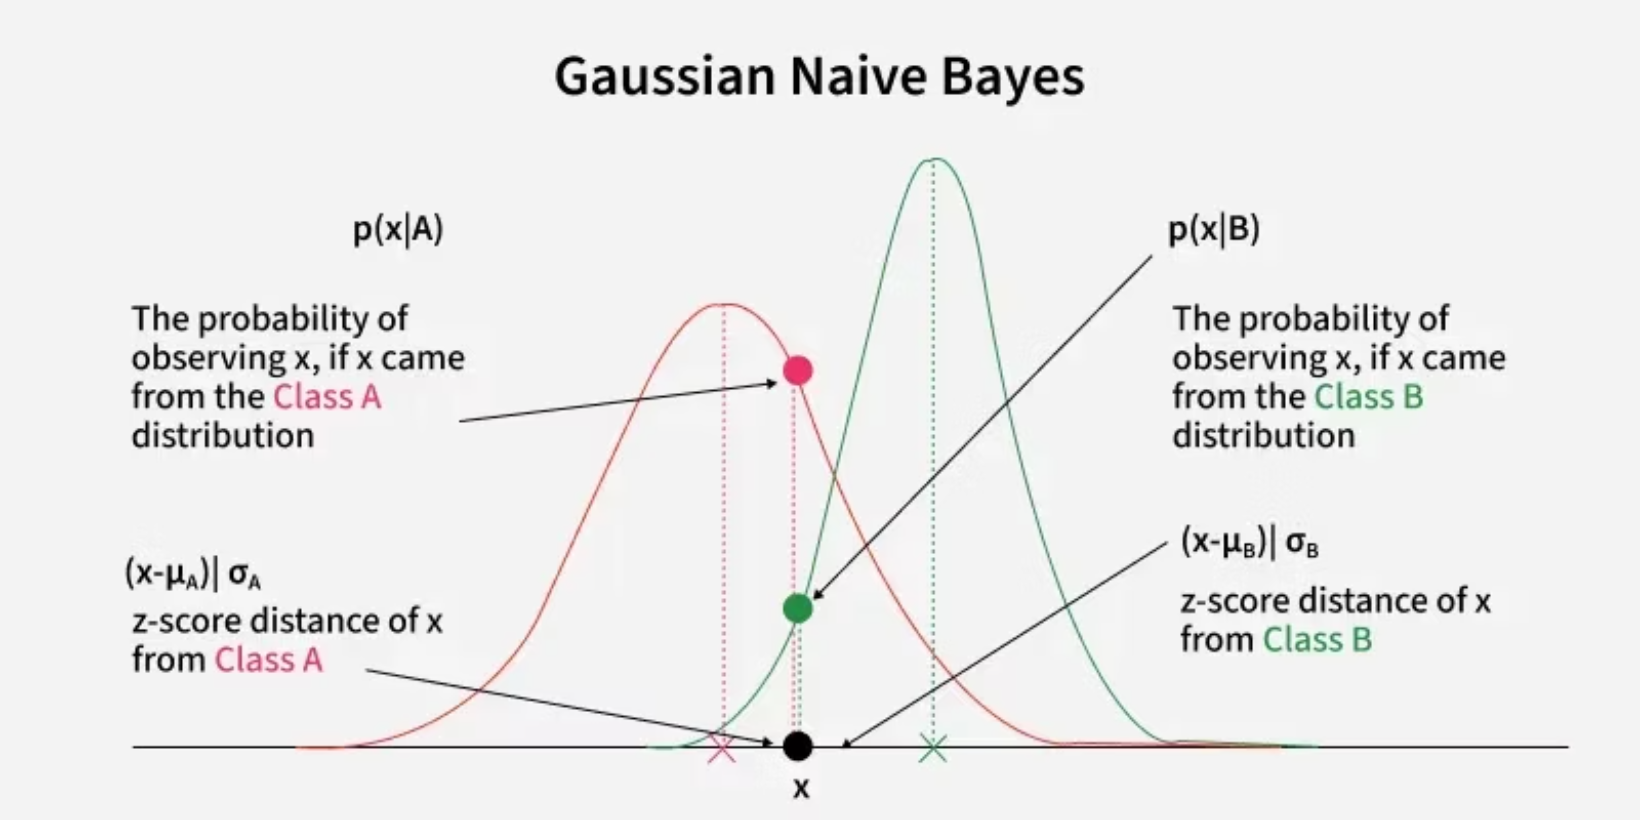 Gaussian Naive Bayes
p(x|A)
The probability of
observing x, if x came
from the Class A
distribution
(x-μA)| σA
z-score distance of x
from Class A
p(x|B)
The probability of
observing x, if x came
from the Class B
distribution
(x-μB)| σB
z-score distance of x
from Class B
x